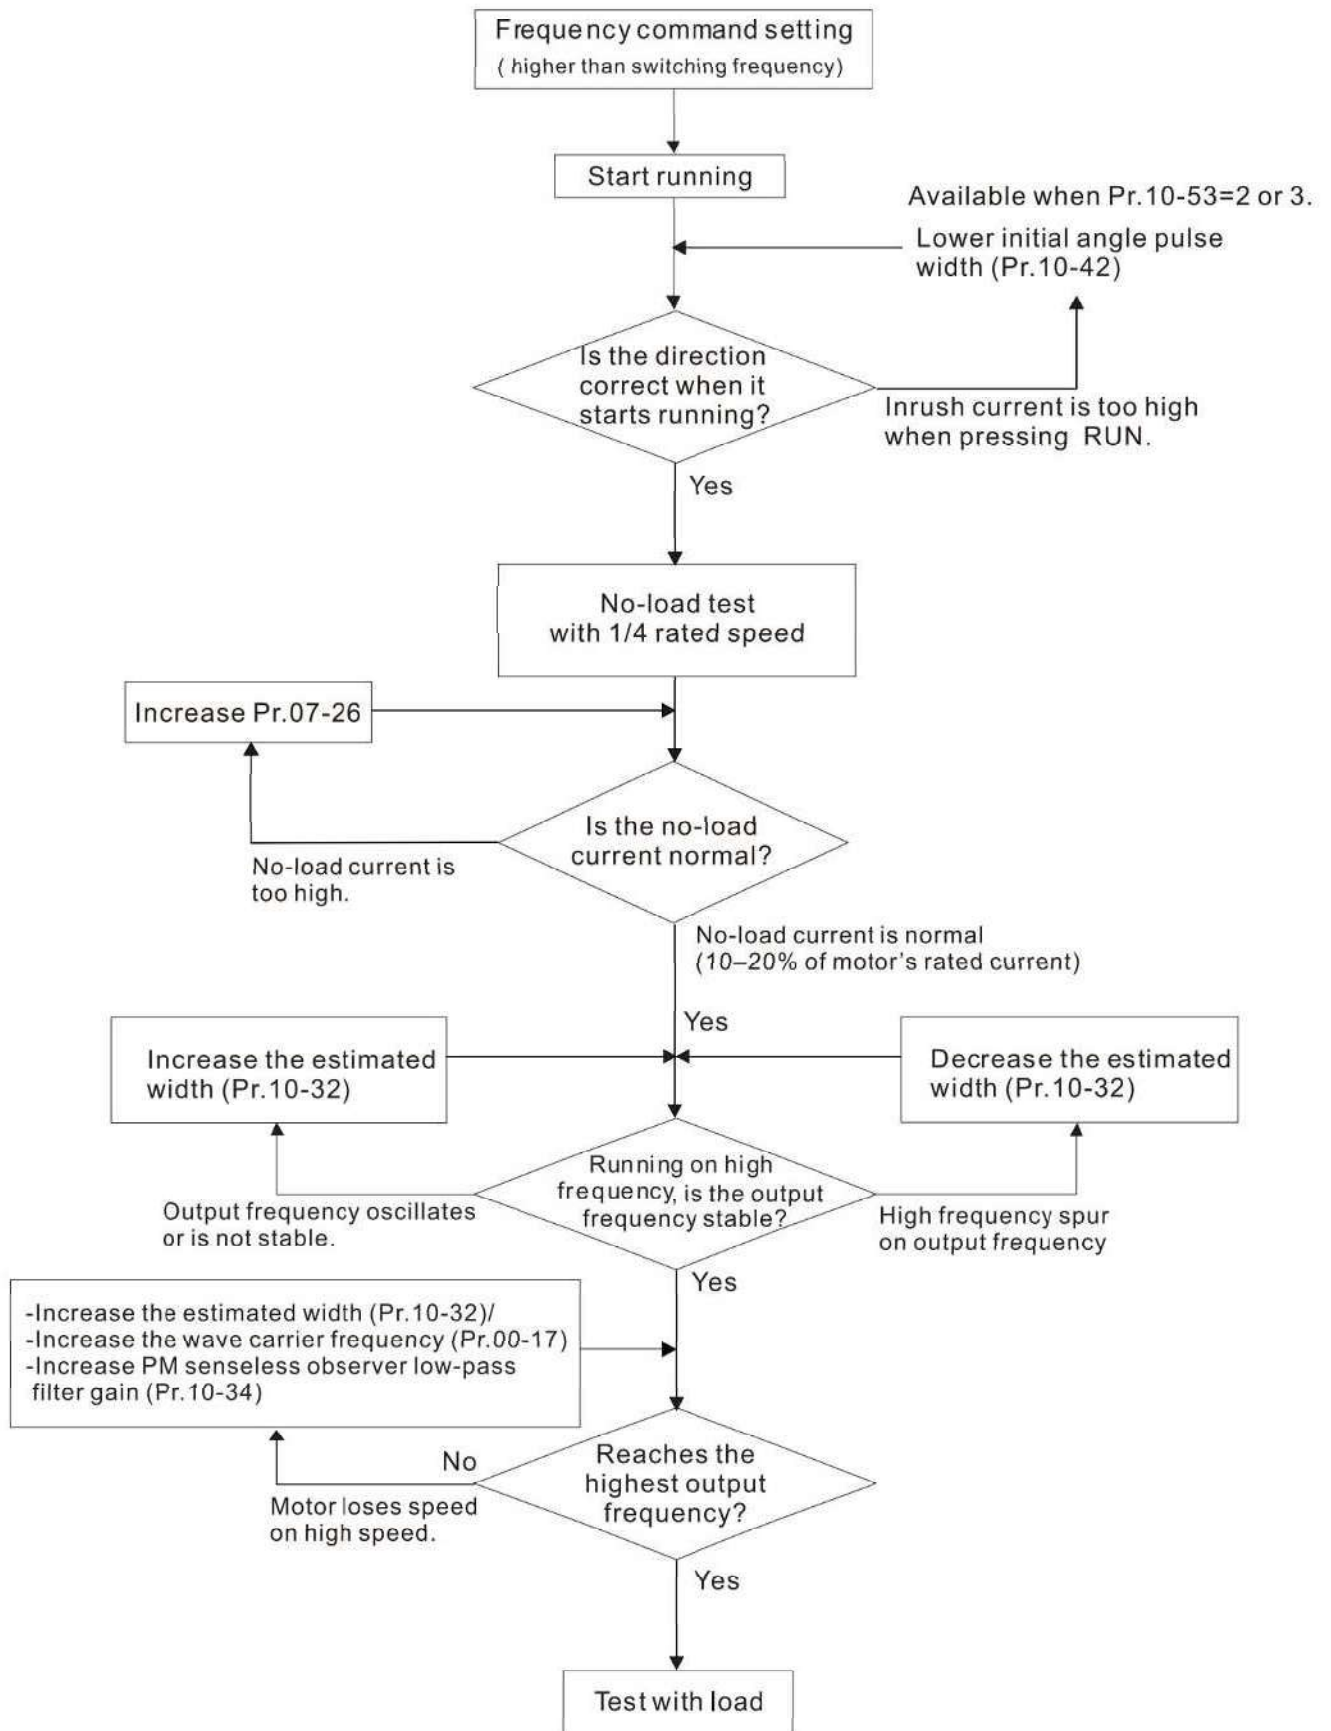 Frequency command setting
( higher than switching frequency)
Start running
Available when Pr.10-53=2 or 3.
Lower initial angle pulse
width (Pr.10-42)
Is the direction
correct when it
starts running?
Inrush current is too high
when pressing RUN.
Yes
No-load test
with 1/4 rated speed
Increase Pr.07-26
Is the no-load
current normal?
No-load current is
too high.
No-load current is normal
(10–20% of motor's rated current)
Yes
Increase the estimated
width (Pr.10-32)
Decrease the estimated
width (Pr.10-32)
Running on high
frequency, is the output
frequency stable?
Output frequency oscillates
or is not stable.
High frequency spur
on output frequency
Yes
-Increase the estimated width (Pr.10-32)/
-Increase the wave carrier frequency (Pr.00-17)
-Increase PM senseless observer low-pass
filter gain (Pr.10-34)
Reaches the
highest output
frequency?
No
Motor loses speed
on high speed.
Yes
Test with load